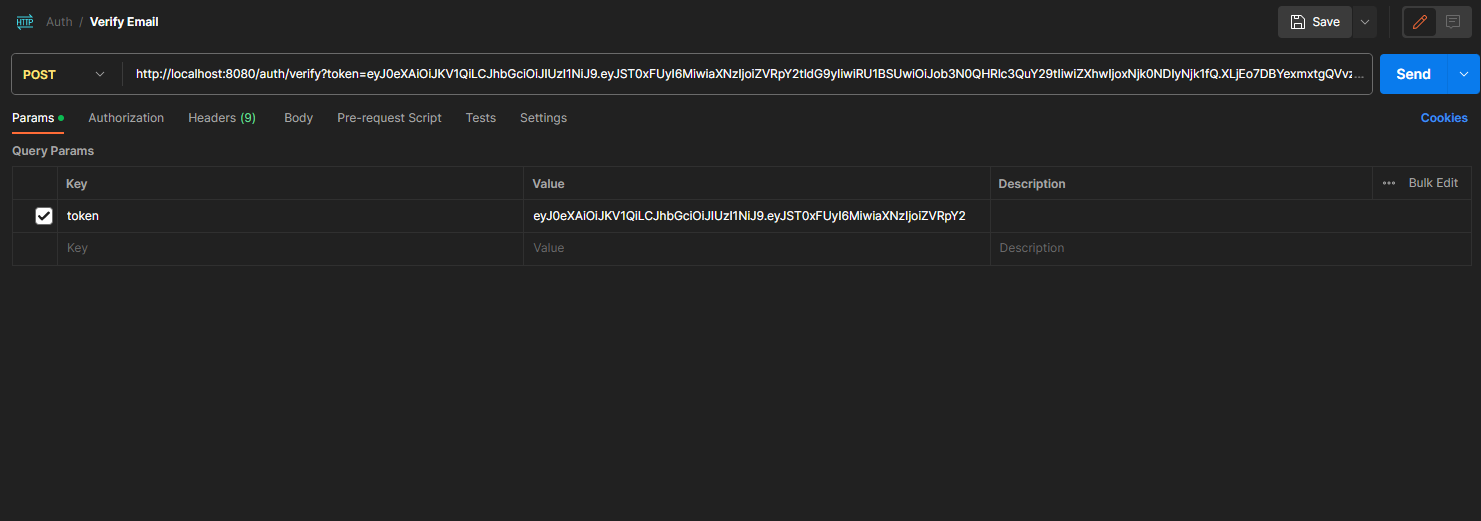 HTTP Auth / Verify Email Save
POST http://localhost:8080/auth/verify?token=eyJ0eXAiOiJKV1QiLCJhbGciOiJIUzI1NiJ9.eyJST0xFUyI6MiwiaXNzIjoiZVRpY2tldG9yIiwiRU1BSUwiOiJob3N0QHRlc3QuY29tIiwiZXhwIjoxNjk0NDIyNjk1fQ.XLjEo7DBYexmxtgQVvz... Send
Params Authorization Headers (9) Body Pre-request Script Tests Settings Cookies
Query Params
Key Value Description ••• Bulk Edit
token eyJ0eXAiOiJKV1QiLCJhbGciOiJIUzI1NiJ9.eyJST0xFUyI6MiwiaXNzIjoiZVRpY2
Key Value Description